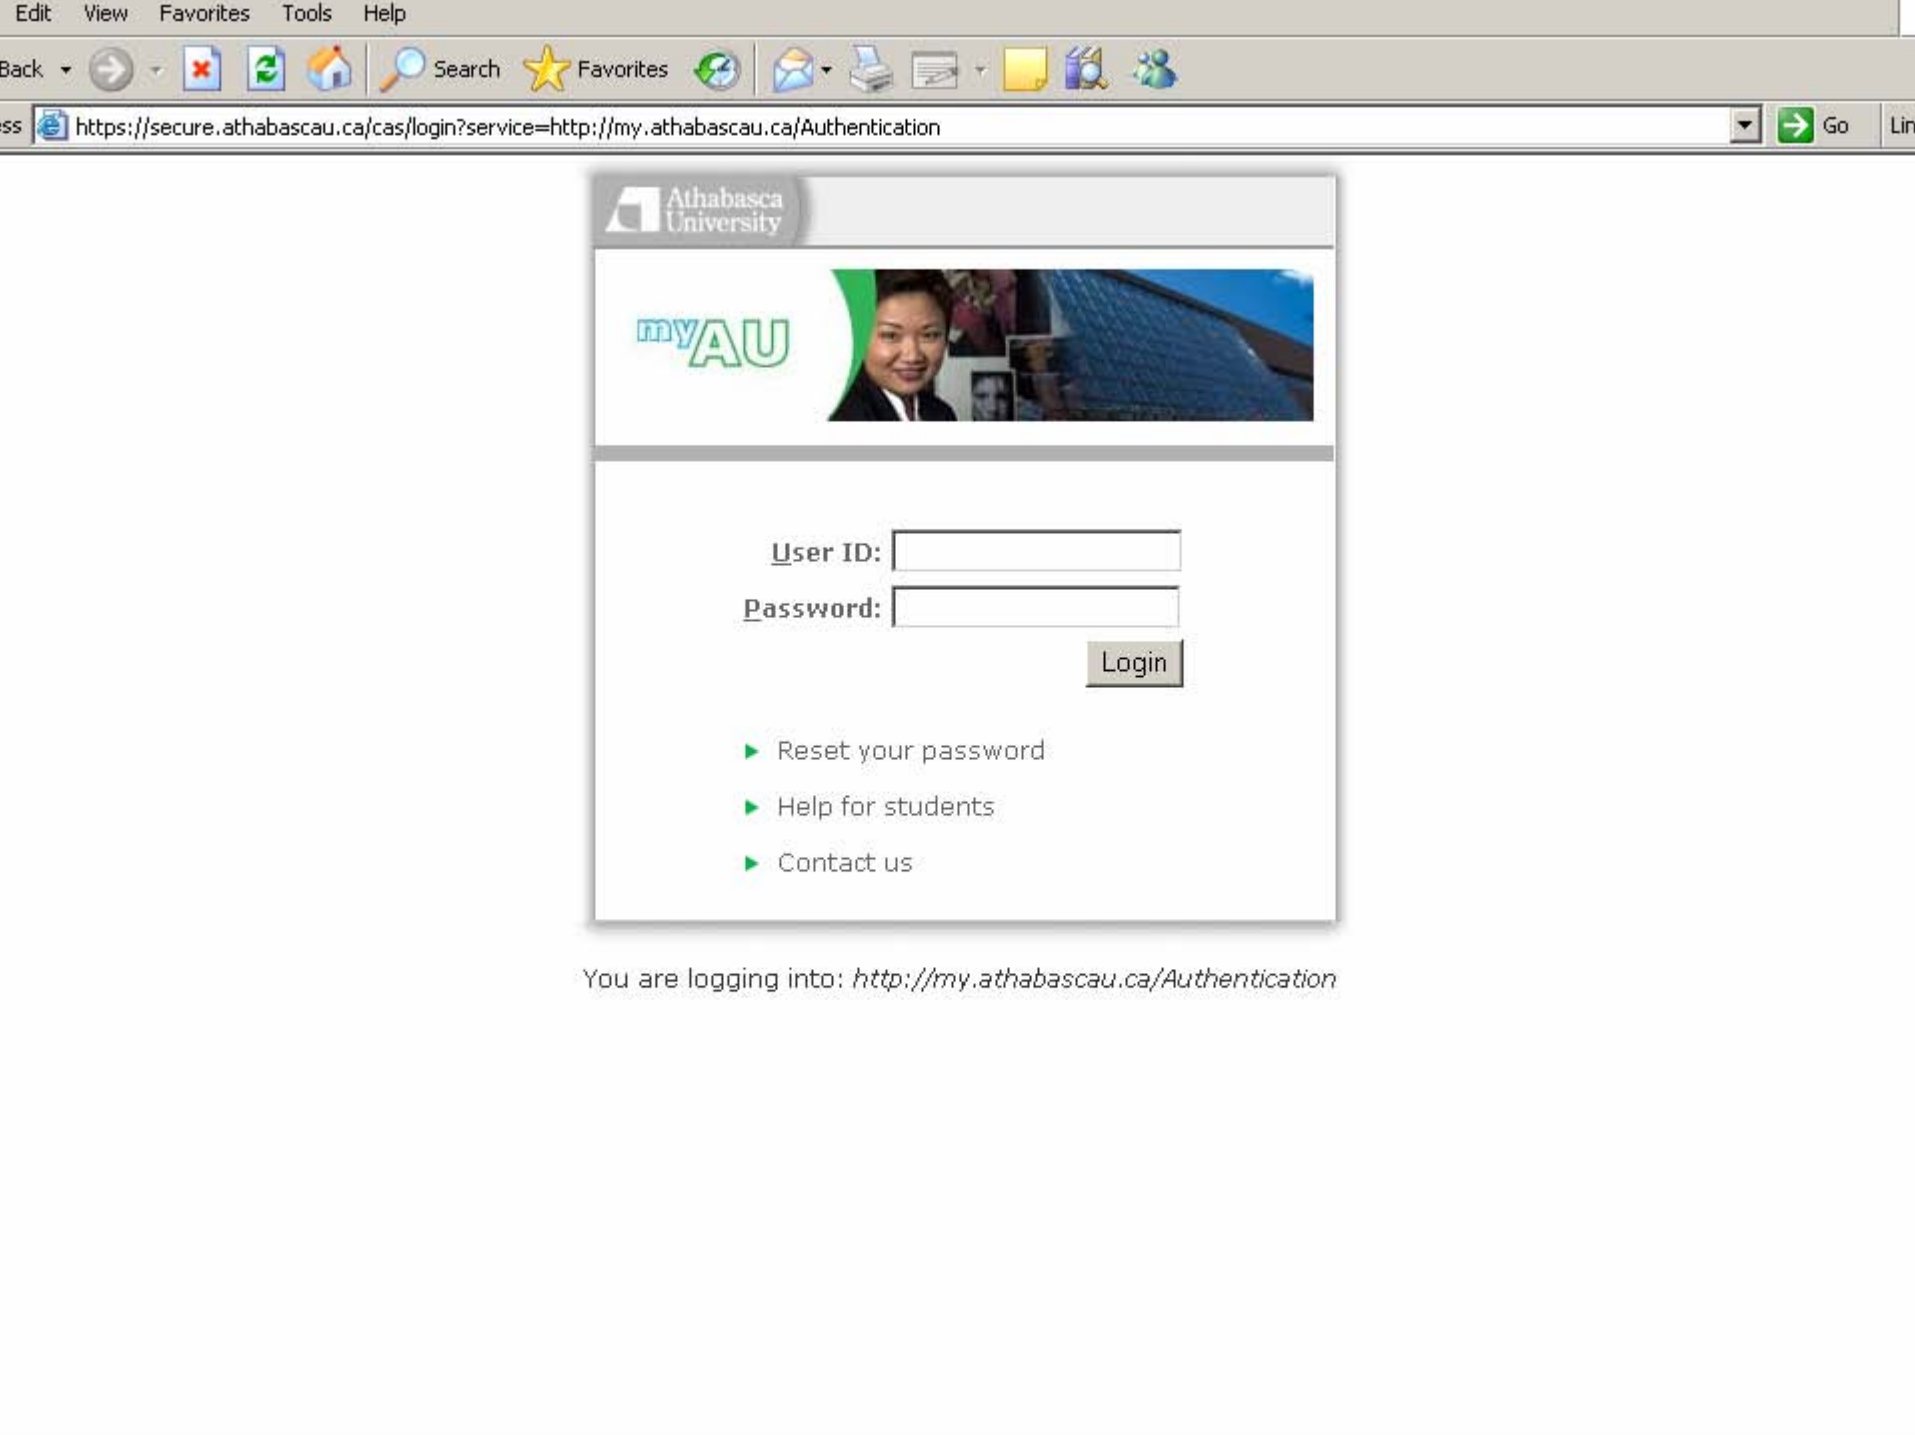 Edit View Favorites Tools Help
Back Search Favorites
ess https://secure.athabascau.ca/cas/login?service=http://my.athabascau.ca/Authentication Go Lin
Athabasca
University
myAU
User ID:
Password:
Login
Reset your password
Help for students
Contact us
You are logging into: http://my.athabascau.ca/Authentication